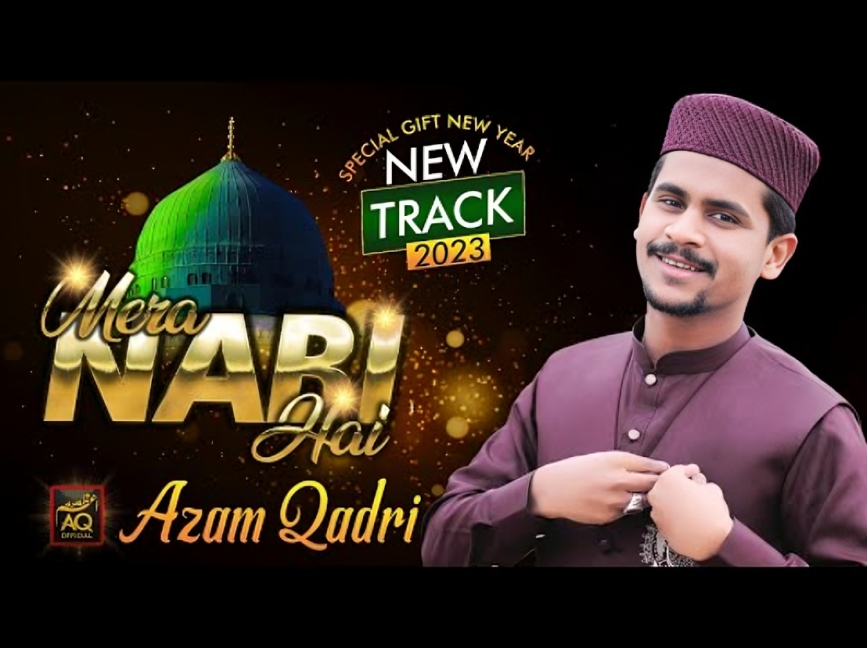 SPECIAL GIFT NEW YEAR
NEW
TRACK
2023
Mera
NABI
Hai
AQ
OFFICIAL
Azam Qadri